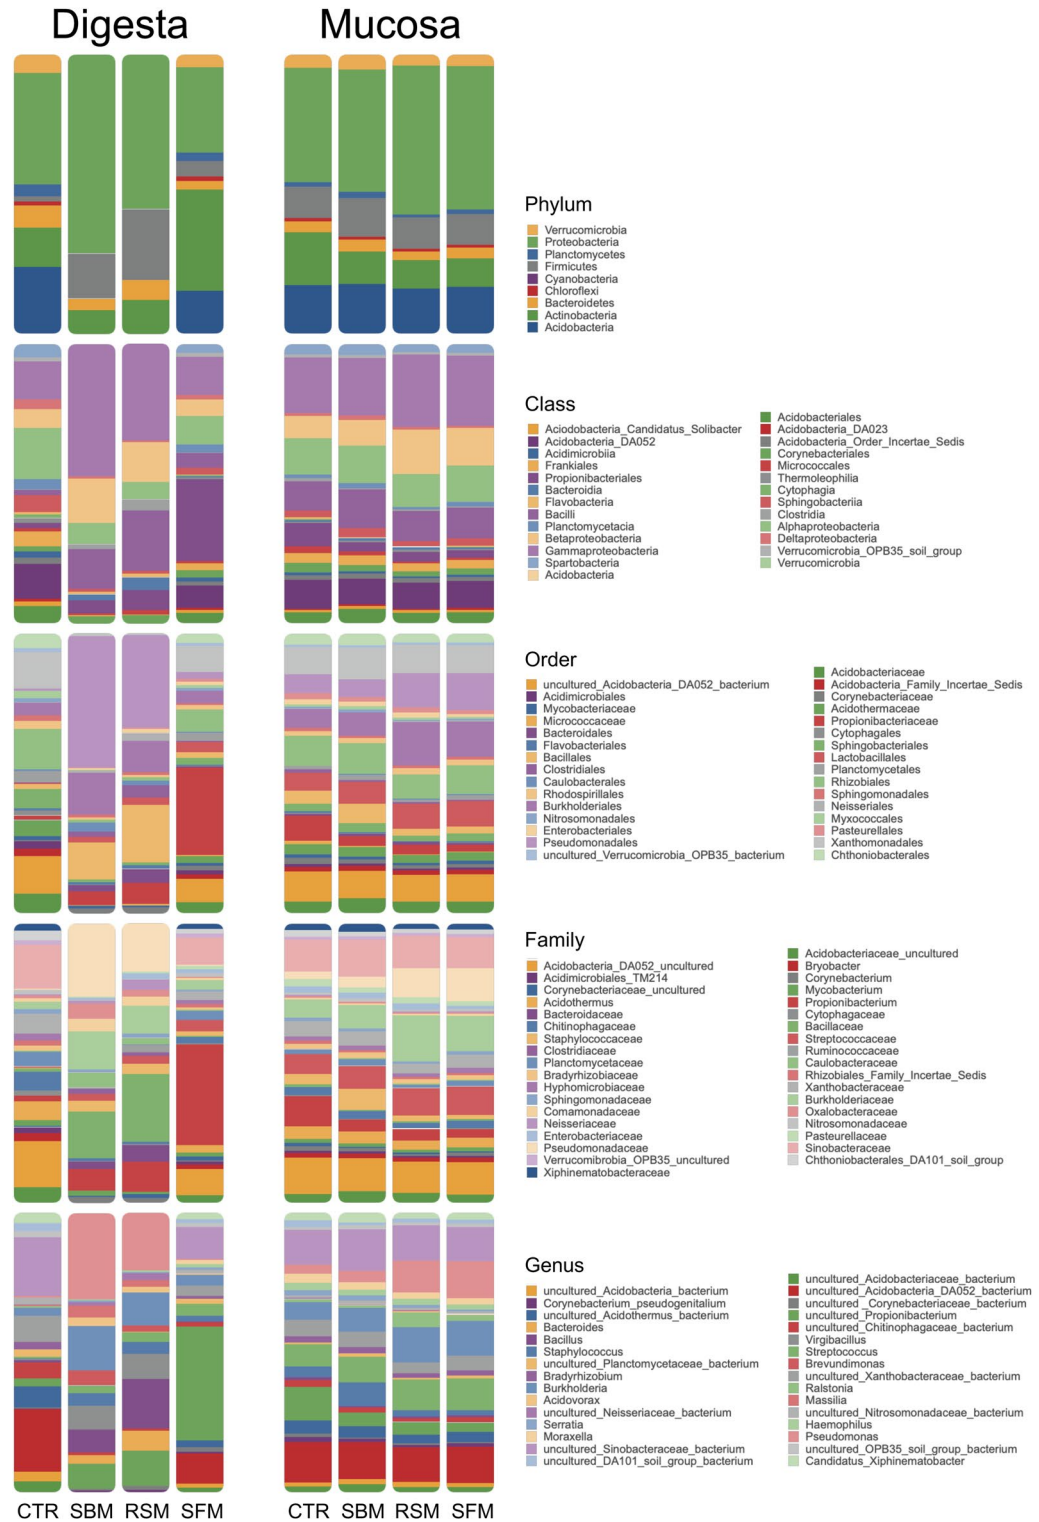 Digesta
Mucosa
Phylum
Verrucomicrobia
Proteobacteria
Planctomycetes
Firmicutes
Cyanobacteria
Chloroflexi
Bacteroidetes
Actinobacteria
Acidobacteria
Class
Aciodobacteria_Candidatus_Solibacter
Acidobacteria_DA052
Acidimicrobiia
Frankiales
Propionibacteriales
Bacteroidia
Flavobacteria
Bacilli
Planctomycetacia
Betaproteobacteria
Gammaproteobacteria
Spartobacteria
Acidobacteria
Acidobacteriales
Acidobacteria_DA023
Acidobacteria_Order_Incertae_Sedis
Corynebacteriales
Micrococcales
Thermoleophilia
Cytophagia
Sphingobacteriia
Clostridia
Alphaproteobacteria
Deltaproteobacteria
Verrucomicrobia_OPB35_soil_group
Verrucomicrobia
Order
uncultured_Acidobacteria_DA052_bacterium
Acidimicrobiales
Mycobacteriaceae
Micrococcaceae
Bacteroidales
Flavobacteriales
Bacillales
Clostridiales
Caulobacterales
Rhodospirillales
Burkholderiales
Nitrosomonadales
Enterobacteriales
Pseudomonadales
uncultured_Verrucomicrobia_OPB35_bacterium
Acidobacteriaceae
Acidobacteria_Family_Incertae_Sedis
Corynebacteriaceae
Acidothermaceae
Propionibacteriaceae
Cytophagales
Sphingobacteriales
Lactobacillales
Planctomycetales
Rhizobiales
Sphingomonadales
Neisseriales
Myxococcales
Pasteurellales
Xanthomonadales
Chthoniobacterales
Family
Acidobacteria_DA052_uncultured
Acidimicrobiales_TM214
Corynebacteriaceae_uncultured
Acidothermus
Bacteroidaceae
Chitinophagaceae
Staphylococcaceae
Clostridiaceae
Planctomycetaceae
Bradyrhizobiaceae
Hyphomicrobiaceae
Sphingomonadaceae
Comamonadaceae
Neisseriaceae
Enterobacteriaceae
Pseudomonadaceae
Verrucomibrobia_OPB35_uncultured
Xiphinematobacteraceae
Acidobacteriaceae_uncultured
Bryobacter
Corynebacterium
Mycobacterium
Propionibacterium
Cytophagaceae
Bacillaceae
Streptococcaceae
Ruminococcaceae
Caulobacteraceae
Rhizobiales_Family_Incertae_Sedis
Xanthobacteraceae
Burkholderiaceae
Oxalobacteraceae
Nitrosomonadaceae
Pasteurellaceae
Sinobacteraceae
Chthoniobacterales_DA101_soil_group
Genus
uncultured_Acidobacteria_bacterium
Corynebacterium_pseudogenitalium
uncultured_Acidothermus_bacterium
Bacteroides
Bacillus
Staphylococcus
uncultured_Planctomycetaceae_bacterium
Bradyrhizobium
Burkholderia
Acidovorax
uncultured_Neisseriaceae_bacterium
Serratia
Moraxella
uncultured_Sinobacteraceae_bacterium
uncultured_DA101_soil_group_bacterium
uncultured_Acidobacteriaceae_bacterium
uncultured_Acidobacteria_DA052_bacterium
uncultured _Corynebacteriaceae_bacterium
uncultured_Propionibacterium
uncultured_Chitinophagaceae_bacterium
Virgibacillus
Streptococcus
Brevundimonas
uncultured_Xanthobacteraceae_bacterium
Ralstonia
Massilia
uncultured_Nitrosomonadaceae_bacterium
Haemophilus
Pseudomonas
uncultured_OPB35_soil_group_bacterium
Candidatus_Xiphinematobacter
CTR SBM RSM SFM
CTR SBM RSM SFM